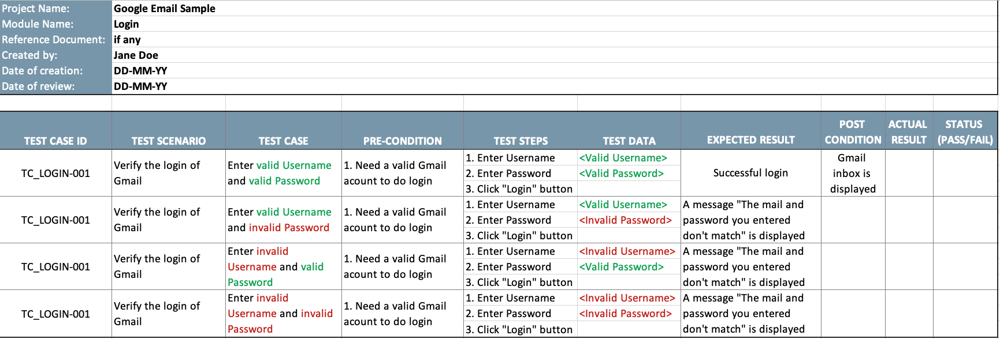 Project Name: Google Email Sample
Module Name: Login
Reference Document: if any
Created by: Jane Doe
Date of creation: DD-MM-YY
Date of review: DD-MM-YY
TEST CASE ID TEST SCENARIO TEST CASE PRE-CONDITION TEST STEPS TEST DATA EXPECTED RESULT POST CONDITION ACTUAL RESULT STATUS (PASS/FAIL)
TC_LOGIN-001
Verify the login of
Gmail
Enter valid Username
and valid Password
1. Need a valid Gmail
acount to do login
1. Enter Username <Valid Username>
2. Enter Password <Valid Password>
3. Click "Login" button
Successful login
Gmail
inbox is
displayed
TC_LOGIN-001
Verify the login of
Gmail
Enter valid Username
and invalid Password
1. Need a valid Gmail
acount to do login
1. Enter Username <Valid Username>
2. Enter Password <Invalid Password>
3. Click "Login" button
A message "The mail and
password you entered
don't match" is displayed
TC_LOGIN-001
Verify the login of
Gmail
Enter invalid
Username and valid
Password
1. Need a valid Gmail
acount to do login
1. Enter Username <Invalid Username>
2. Enter Password <Valid Password>
3. Click "Login" button
A message "The mail and
password you entered
don't match" is displayed
TC_LOGIN-001
Verify the login of
Gmail
Enter invalid
Username and invalid
Password
1. Need a valid Gmail
acount to do login
1. Enter Username <Invalid Username>
2. Enter Password <Invalid Password>
3. Click "Login" button
A message "The mail and
password you entered
don't match" is displayed